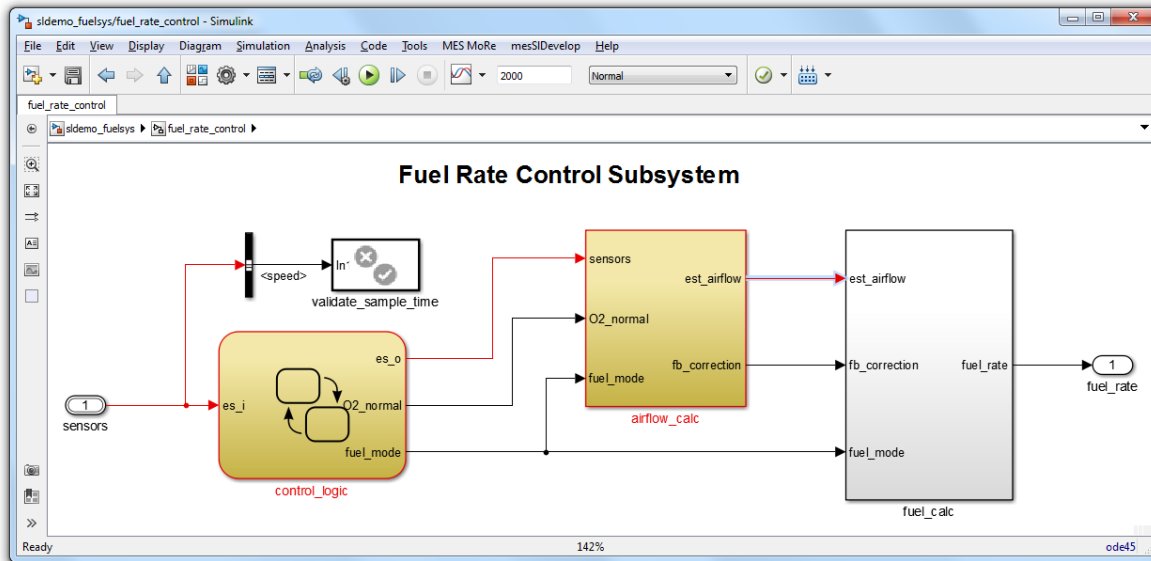 sldemo_fuelsys/fuel_rate_control - Simulink
File Edit View Display Diagram Simulation Analysis Code Tools MES MoRe mesSIDevelop Help
2000 Normal
fuel_rate_control
sldemo_fuelsys fuel_rate_control
Fuel Rate Control Subsystem
<speed>
In
validate_sample_time
sensors
est_airflow
O2_normal
fuel_mode
fb_correction
airflow_calc
est_airflow
fb_correction
fuel_rate
fuel_mode
fuel_calc
1
fuel_rate
1
sensors
es_i
es_o
O2_normal
fuel_mode
control_logic
Ready 142% ode45